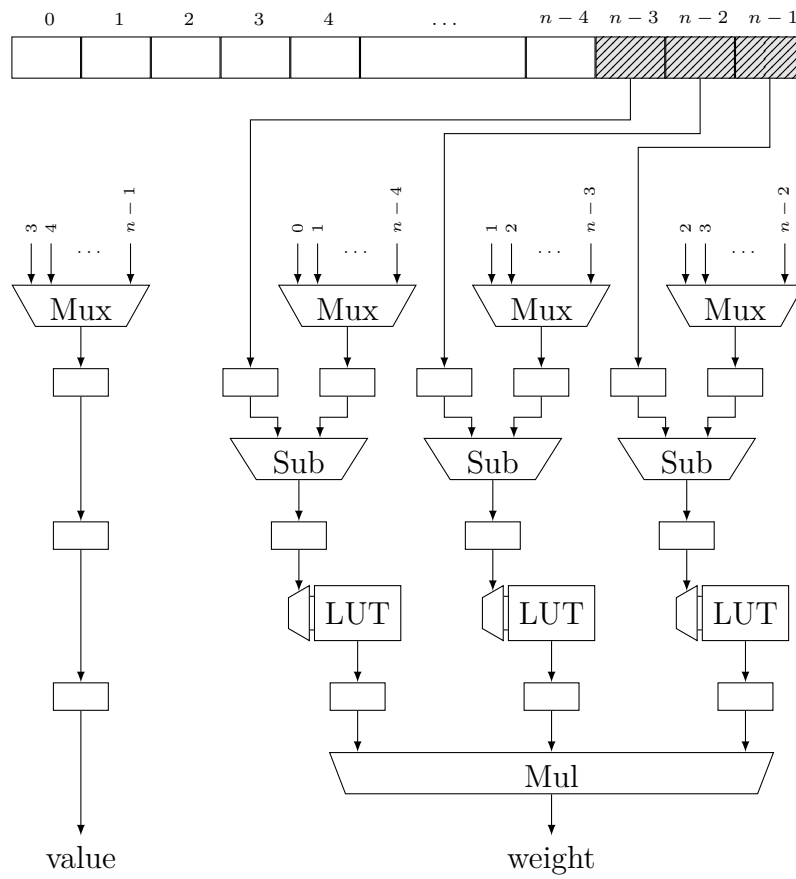 0 1 2 3 4 ... n − 4 n − 3 n − 2 n − 1
3 4 ... n − 1 0 1 ... n − 4 1 2 ... n − 3 2 3 ... n − 2
Mux Mux Mux Mux
Sub Sub Sub
LUT LUT LUT
Mul
value weight